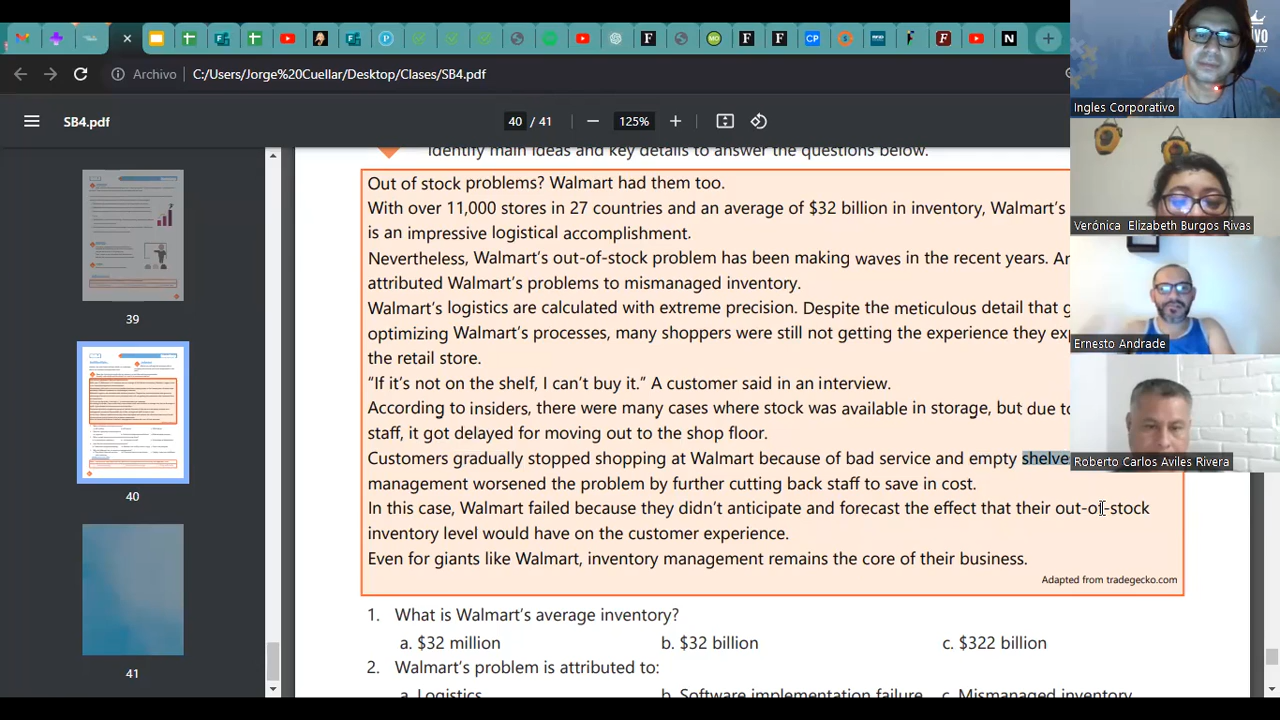 Archivo
C:/Users/Jorge%20Cuellar/Desktop/Clases/SB4.pdf
SB4.pdf
40 / 41
125%
39
40
41
Identify main ideas and key details to answer the questions below.
Out of stock problems? Walmart had them too.
With over 11,000 stores in 27 countries and an average of $32 billion in inventory, Walmart's
is an impressive logistical accomplishment.
Nevertheless, Walmart's out-of-stock problem has been making waves in the recent years.
attributed Walmart's problems to mismanaged inventory.
Walmart's logistics are calculated with extreme precision. Despite the meticulous detail that
optimizing Walmart's processes, many shoppers were still not getting the experience they
the retail store.
“If it's not on the shelf, I can't buy it.” A customer said in an interview.
According to insiders, there were many cases where stock was available in storage, but due to
staff, it got delayed for moving out to the shop floor.
Customers gradually stopped shopping at Walmart because of bad service and empty
management worsened the problem by further cutting back staff to save in cost.
In this case, Walmart failed because they didn't anticipate and forecast the effect that their out-of-stock
inventory level would have on the customer experience.
Even for giants like Walmart, inventory management remains the core of their business.
Adapted from tradegecko.com
1. What is Walmart's average inventory?
a. $32 million b. $32 billion c. $322 billion
2. Walmart's problem is attributed to:
a. Logistics b. Software implementation failure c. Mismanaged inventory
Ingles Corporativo
Verónica Elizabeth Burgos Rivas
Ernesto Andrade
Roberto Carlos Aviles Rivera